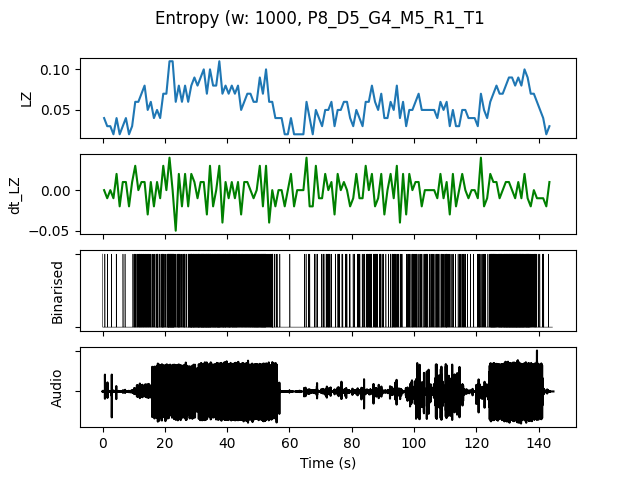 Entropy (w: 1000, P8_D5_G4_M5_R1_T1
LZ
0.10
0.05
dt_LZ
0.00
−0.05
Binarised
Audio
0 20 40 60 80 100 120 140
Time (s)